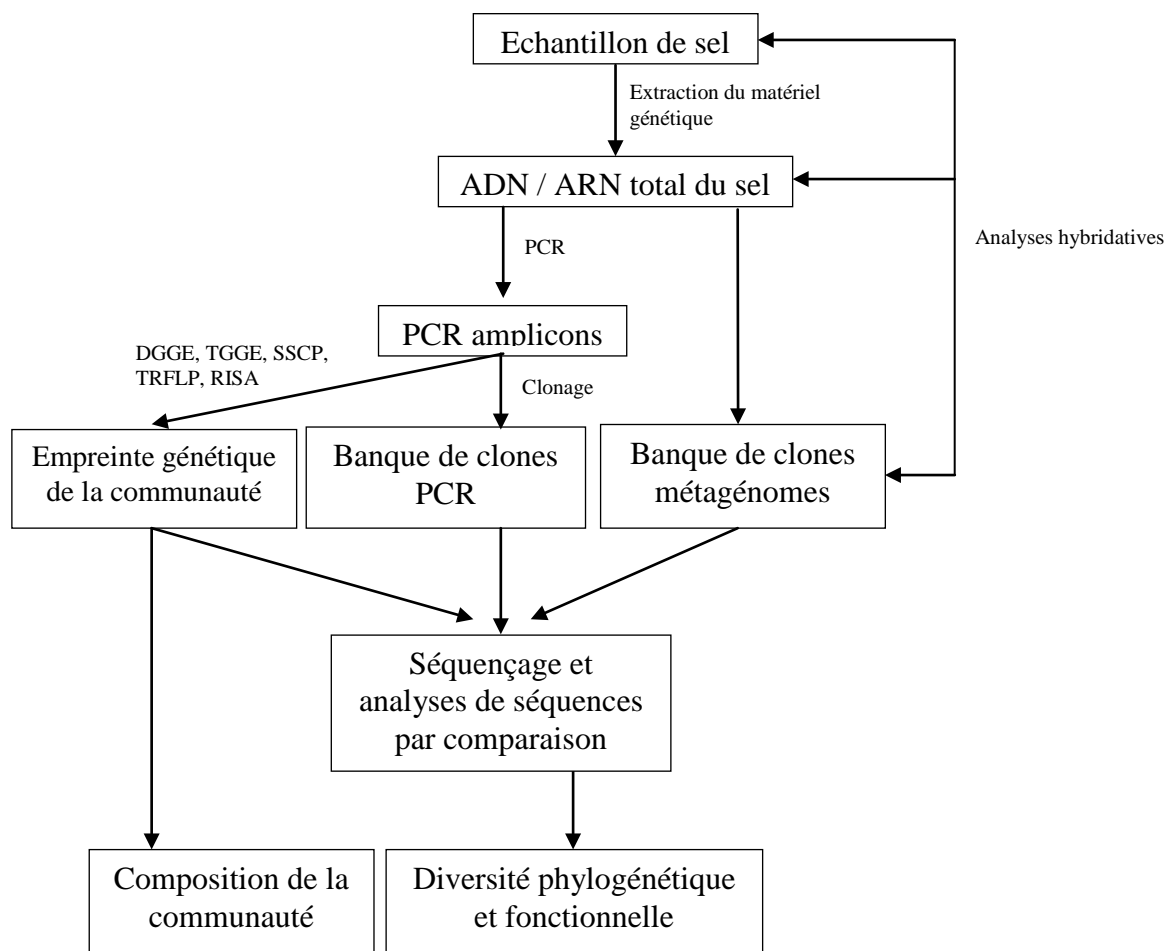 Echantillon de sel
Extraction du matériel
génétique
ADN / ARN total du sel
Analyses hybridatives
PCR
PCR amplicons
DGGE, TGGE, SSCP,
TRFLP, RISA
Clonage
Empreinte génétique
de la communauté
Banque de clones
PCR
Banque de clones
métagénomes
Séquençage et
analyses de séquences
par comparaison
Composition de la
communauté
Diversité phylogénétique
et fonctionnelle